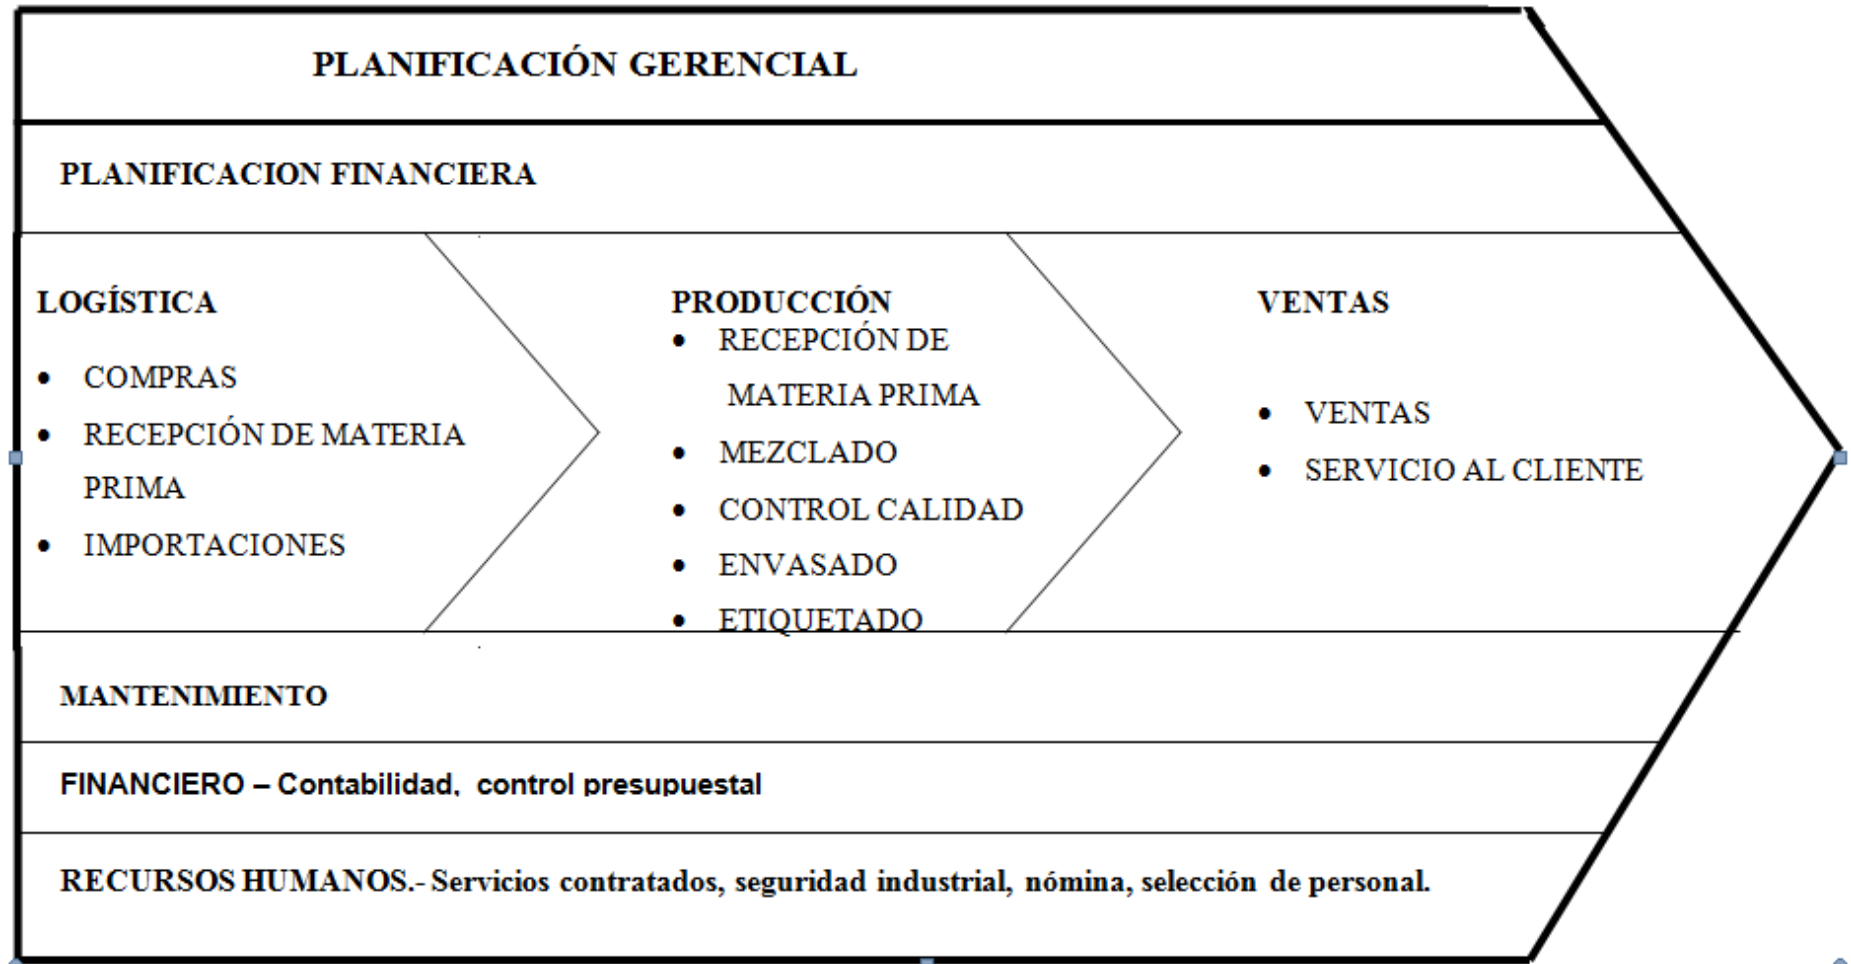 PLANIFICACIÓN GERENCIAL
PLANIFICACION FINANCIERA
LOGÍSTICA
• COMPRAS
• RECEPCIÓN DE MATERIA
PRIMA
• IMPORTACIONES
PRODUCCIÓN
• RECEPCIÓN DE
MATERIA PRIMA
• MEZCLADO
• CONTROL CALIDAD
• ENVASADO
• ETIQUETADO
VENTAS
• VENTAS
• SERVICIO AL CLIENTE
MANTENIMIENTO
FINANCIERO – Contabilidad, control presupuestal
RECURSOS HUMANOS.- Servicios contratados, seguridad industrial, nómina, selección de personal.